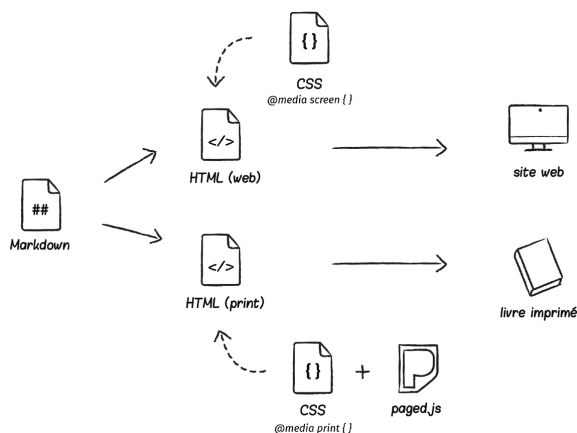 { }
CSS
@media screen { }
</>
HTML (web)
site web
##
Markdown
</>
HTML (print)
livre imprimé
{ }
+
P
CSS
paged.js
@media print { }